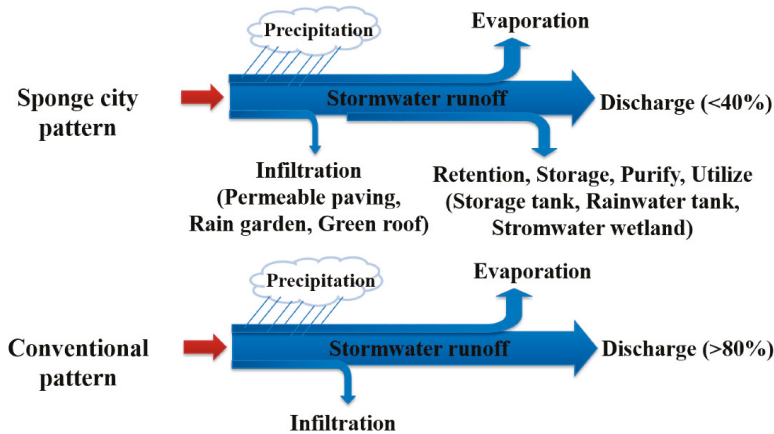 Evaporation
Precipitation
Sponge city
pattern
Stormwater runoff
Discharge (<40%)
Infiltration
(Permeable paving,
Rain garden, Green roof)
Retention, Storage, Purify, Utilize
(Storage tank, Rainwater tank,
Stromwater wetland)
Evaporation
Precipitation
Conventional
pattern
Stormwater runoff
Discharge (>80%)
Infiltration